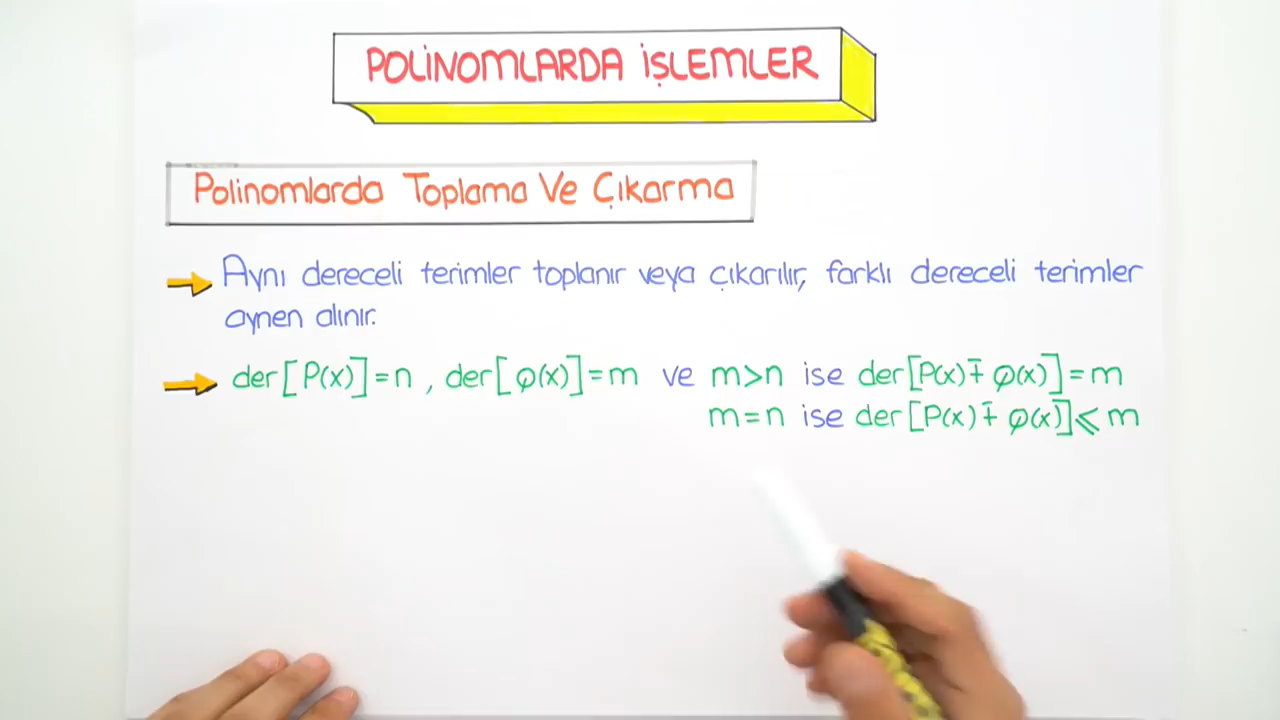 POLİNOMLARDA İŞLEMLER
Polinomlarda Toplama Ve Çıkarma
Aynı dereceli terimler toplanır veya çıkarılır, farklı dereceli terimler
aynen alınır.
der[P(x)]=n , der[Q(x)]=m ve m>n ise der[P(x)∓Q(x)]=m
m=n ise der[P(x)∓Q(x)]≤m